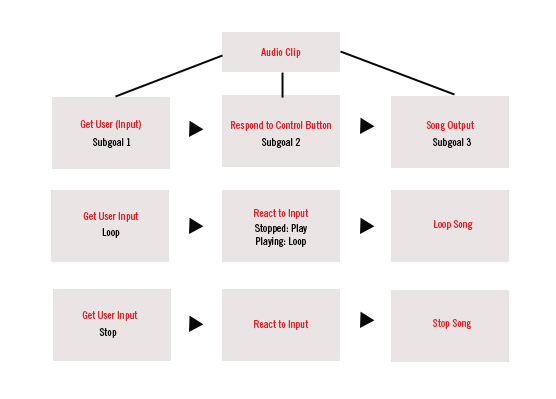 Audio Clip
Get User (Input)
Subgoal 1
Respond to Control Button
Subgoal 2
Song Output
Subgoal 3
Get User Input
Loop
React to Input
Stopped: Play
Playing: Loop
Loop Song
Get User Input
Stop
React to Input
Stop Song